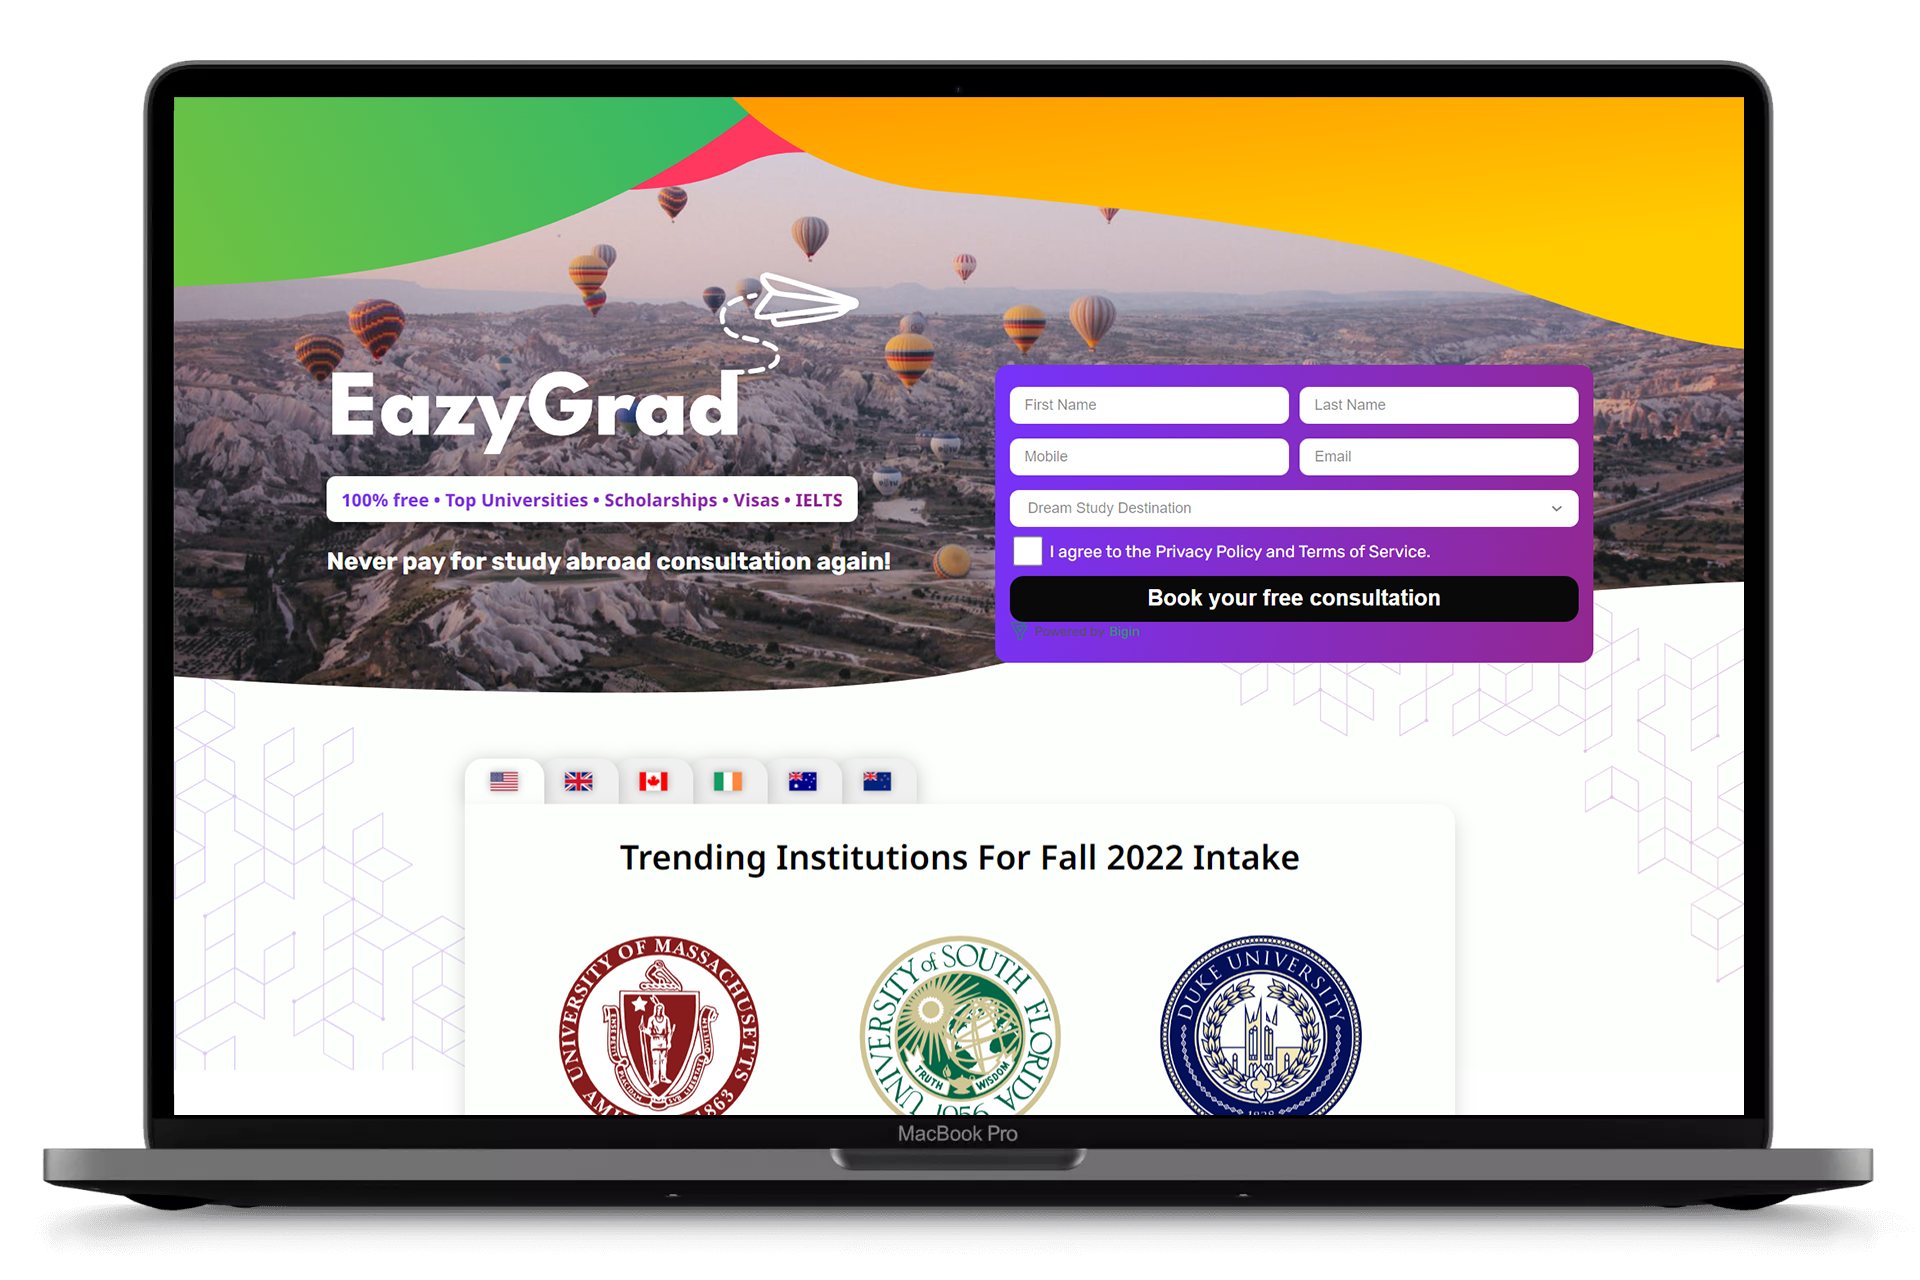 EazyGrad
100% free • Top Universities • Scholarships • Visas • IELTS
Never pay for study abroad consultation again!
First Name
Last Name
Mobile
Email
Dream Study Destination
I agree to the Privacy Policy and Terms of Service.
Book your free consultation
Powered by Bigin
Trending Institutions For Fall 2022 Intake
UNIVERSITY OF MASSACHUSETTS
1863
UNIVERSITY of SOUTH FLORIDA
TRUTH WISDOM
1956
DUKE UNIVERSITY
MacBook Pro